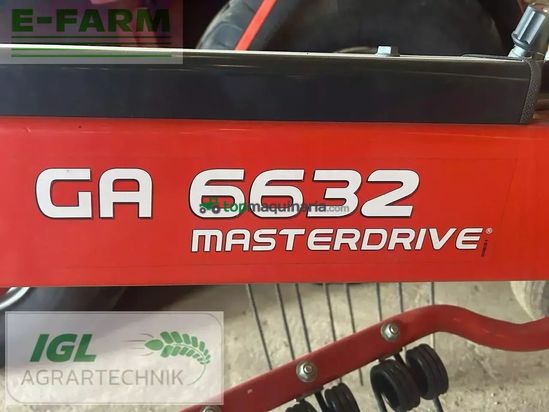 E-FARM
GA 6632
topmaquinaria.com
MASTERDRIVE®
IGL
AGRARTECHNIK